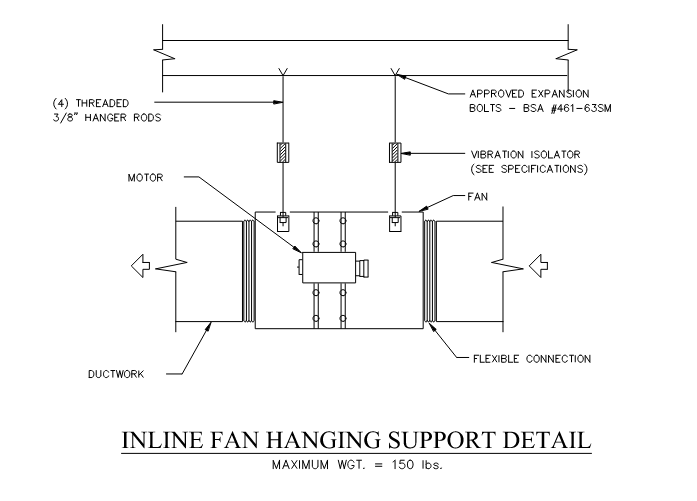 (4) THREADED
3/8" HANGER RODS
APPROVED EXPANSION
BOLTS - BSA #461-63SM
VIBRATION ISOLATOR
(SEE SPECIFICATIONS)
MOTOR
FAN
DUCTWORK
FLEXIBLE CONNECTION
INLINE FAN HANGING SUPPORT DETAIL
MAXIMUM WGT. = 150 lbs.